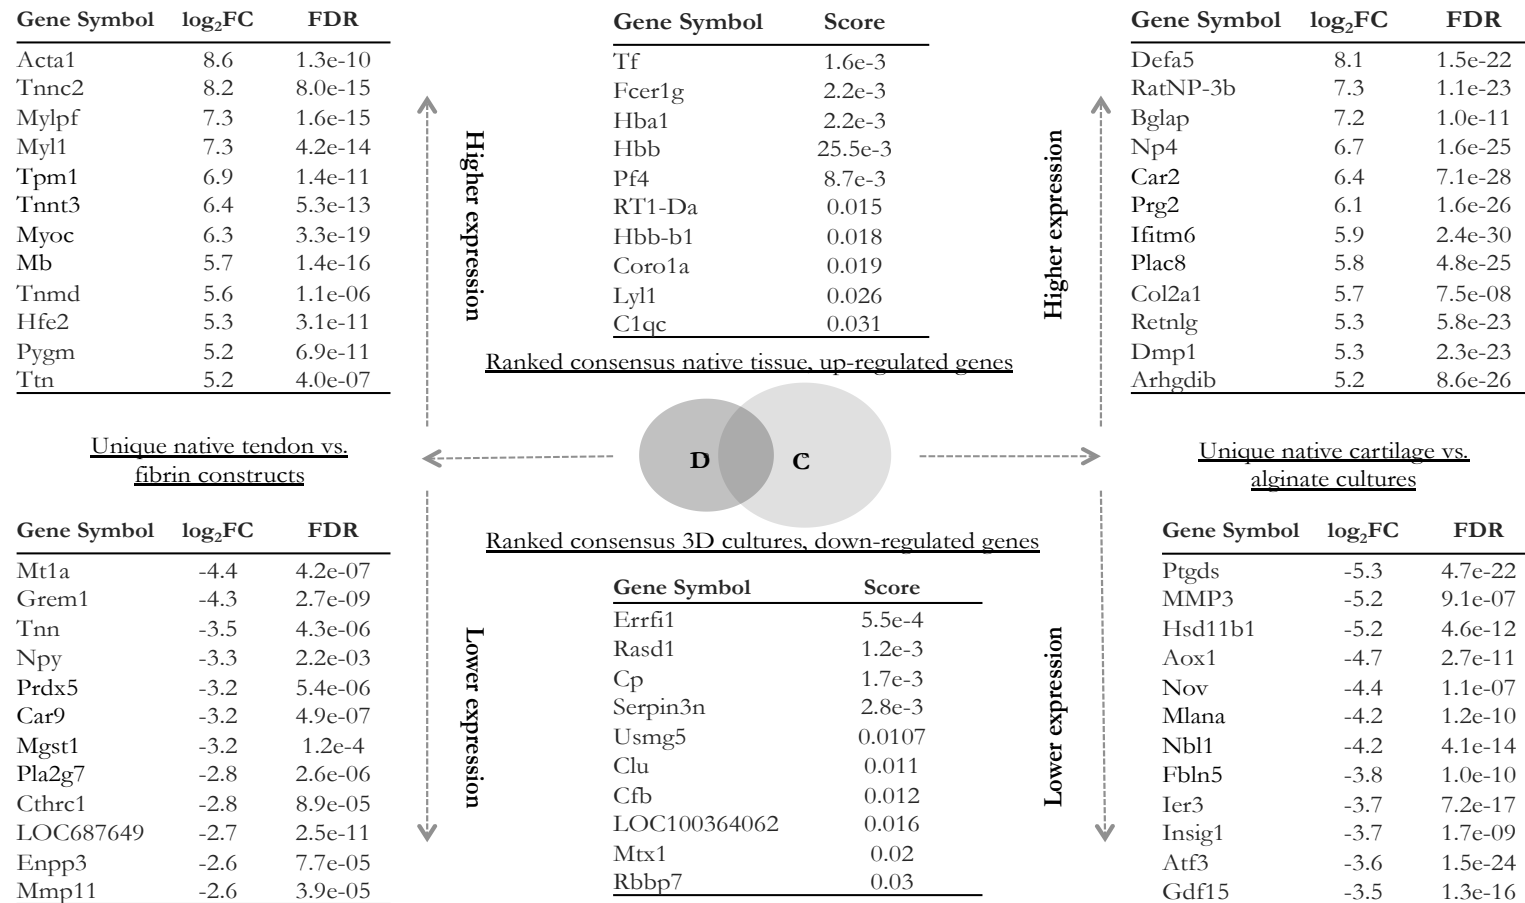 Gene Symbol log₂FC FDR
Acta1 8.6 1.3e-10
Tnnc2 8.2 8.0e-15
Mylpf 7.3 1.6e-15
Myl1 7.3 4.2e-14
Tpm1 6.9 1.4e-11
Tnnt3 6.4 5.3e-13
Myoc 6.3 3.3e-19
Mb 5.7 1.4e-16
Tnmd 5.6 1.1e-06
Hfe2 5.3 3.1e-11
Pygm 5.2 6.9e-11
Ttn 5.2 4.0e-07
Higher expression
Gene Symbol Score
Tf 1.6e-3
Fcer1g 2.2e-3
Hba1 2.2e-3
Hbb 25.5e-3
Pf4 8.7e-3
RT1-Da 0.015
Hbb-b1 0.018
Coro1a 0.019
Lyl1 0.026
C1qc 0.031
Ranked consensus native tissue, up-regulated genes
Higher expression
Gene Symbol log₂FC FDR
Defa5 8.1 1.5e-22
RatNP-3b 7.3 1.1e-23
Bglap 7.2 1.0e-11
Np4 6.7 1.6e-25
Car2 6.4 7.1e-28
Prg2 6.1 1.6e-26
Ifitm6 5.9 2.4e-30
Plac8 5.8 4.8e-25
Col2a1 5.7 7.5e-08
Retnlg 5.3 5.8e-23
Dmp1 5.3 2.3e-23
Arhgdib 5.2 8.6e-26
Unique native tendon vs.
fibrin constructs
D C
Unique native cartilage vs.
alginate cultures
Gene Symbol log₂FC FDR
Mt1a -4.4 4.2e-07
Grem1 -4.3 2.7e-09
Tnn -3.5 4.3e-06
Npy -3.3 2.2e-03
Prdx5 -3.2 5.4e-06
Car9 -3.2 4.9e-07
Mgst1 -3.2 1.2e-4
Pla2g7 -2.8 2.6e-06
Cthrc1 -2.8 8.9e-05
LOC687649 -2.7 2.5e-11
Enpp3 -2.6 7.7e-05
Mmp11 -2.6 3.9e-05
Lower expression
Ranked consensus 3D cultures, down-regulated genes
Gene Symbol Score
Errfi1 5.5e-4
Rasd1 1.2e-3
Cp 1.7e-3
Serpin3n 2.8e-3
Usmg5 0.0107
Clu 0.011
Cfb 0.012
LOC100364062 0.016
Mtx1 0.02
Rbbp7 0.03
Lower expression
Gene Symbol log₂FC FDR
Ptgds -5.3 4.7e-22
MMP3 -5.2 9.1e-07
Hsd11b1 -5.2 4.6e-12
Aox1 -4.7 2.7e-11
Nov -4.4 1.1e-07
Mlana -4.2 1.2e-10
Nbl1 -4.2 4.1e-14
Fbln5 -3.8 1.0e-10
Ier3 -3.7 7.2e-17
Insig1 -3.7 1.7e-09
Atf3 -3.6 1.5e-24
Gdf15 -3.5 1.3e-16